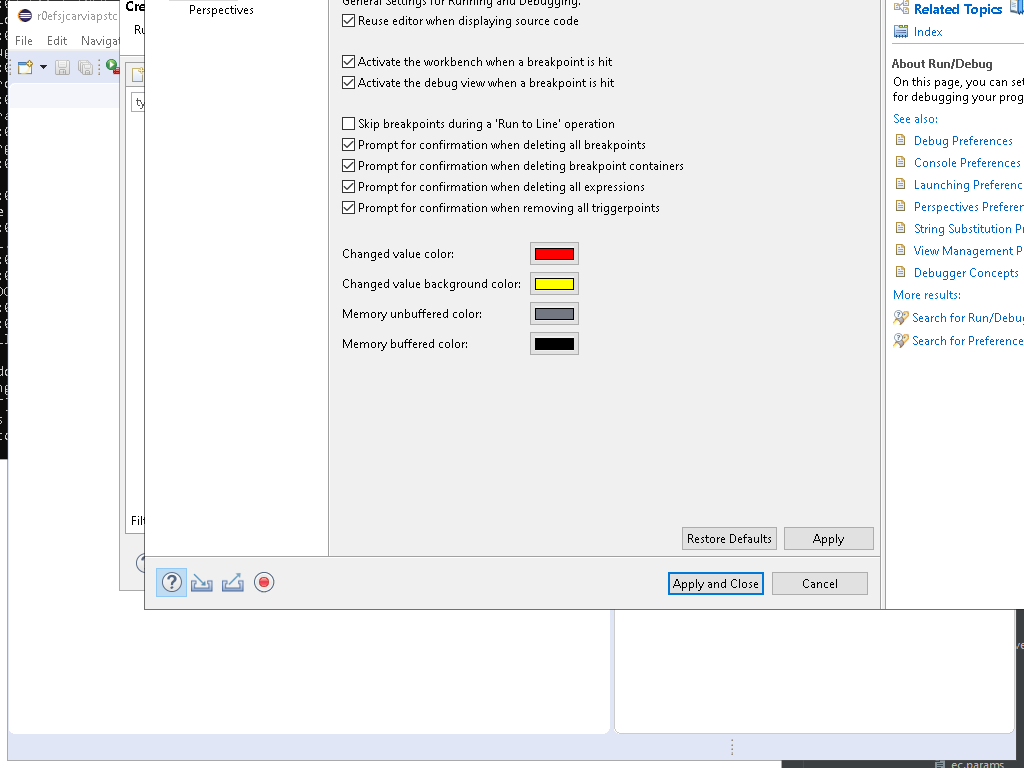 r0efsjcarviapstc
File Edit Naviga
Cre
Ru
ty
Filt
Perspectives
General Settings for Running and Debugging.
Reuse editor when displaying source code
Activate the workbench when a breakpoint is hit
Activate the debug view when a breakpoint is hit
Skip breakpoints during a 'Run to Line' operation
Prompt for confirmation when deleting all breakpoints
Prompt for confirmation when deleting breakpoint containers
Prompt for confirmation when deleting all expressions
Prompt for confirmation when removing all triggerpoints
Changed value color:
Changed value background color:
Memory unbuffered color:
Memory buffered color:
Restore Defaults Apply
Apply and Close Cancel
Related Topics
Index
About Run/Debug
On this page, you can set
for debugging your prog
See also:
Debug Preferences
Console Preferences
Launching Preferenc
Perspectives Preferen
String Substitution Pr
View Management P
Debugger Concepts
More results:
Search for Run/Debug
Search for Preference
ec.params